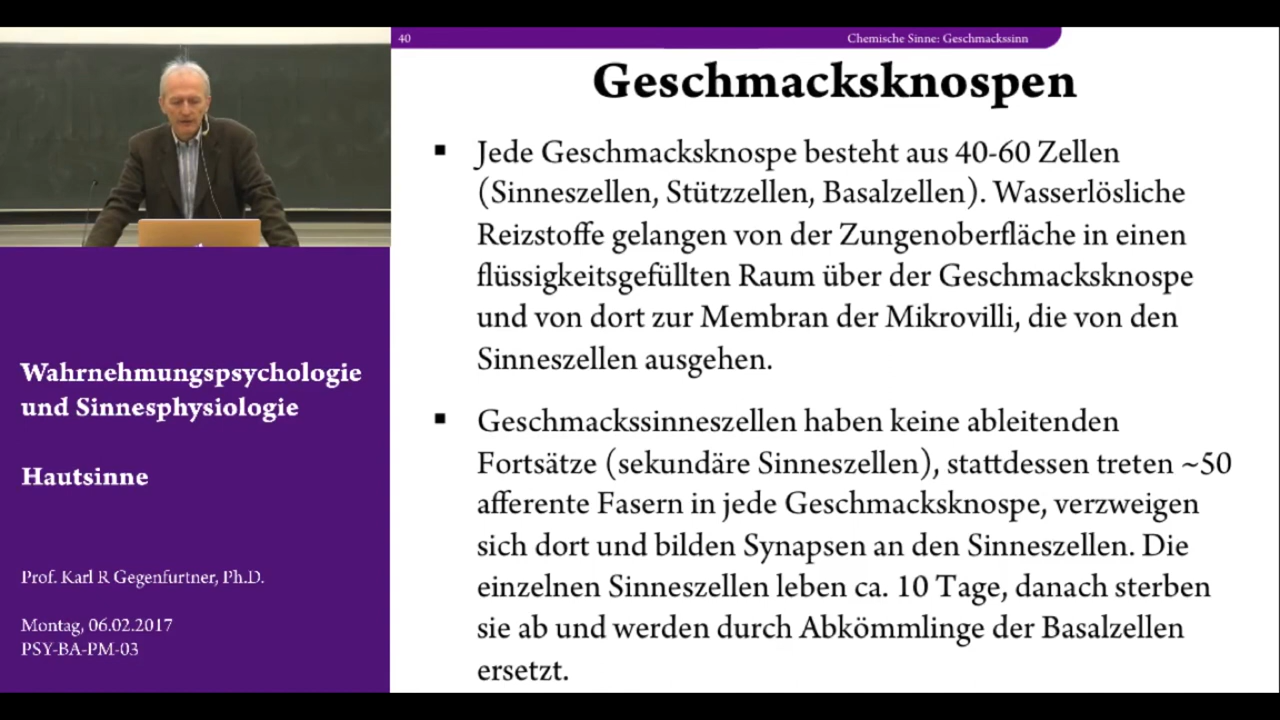 40
Chemische Sinne: Geschmackssinn
Geschmacksknospen
▪ Jede Geschmacksknospe besteht aus 40-60 Zellen
(Sinneszellen, Stützzellen, Basalzellen). Wasserlösliche
Reizstoffe gelangen von der Zungenoberfläche in einen
flüssigkeitsgefüllten Raum über der Geschmacksknospe
und von dort zur Membran der Mikrovilli, die von den
Sinneszellen ausgehen.
▪ Geschmackssinneszellen haben keine ableitenden
Fortsätze (sekundäre Sinneszellen), stattdessen treten ~50
afferente Fasern in jede Geschmacksknospe, verzweigen
sich dort und bilden Synapsen an den Sinneszellen. Die
einzelnen Sinneszellen leben ca. 10 Tage, danach sterben
sie ab und werden durch Abkömmlinge der Basalzellen
ersetzt.
Wahrnehmungspsychologie
und Sinnesphysiologie
Hautsinne
Prof. Karl R Gegenfurtner, Ph.D.
Montag, 06.02.2017
PSY-BA-PM-03